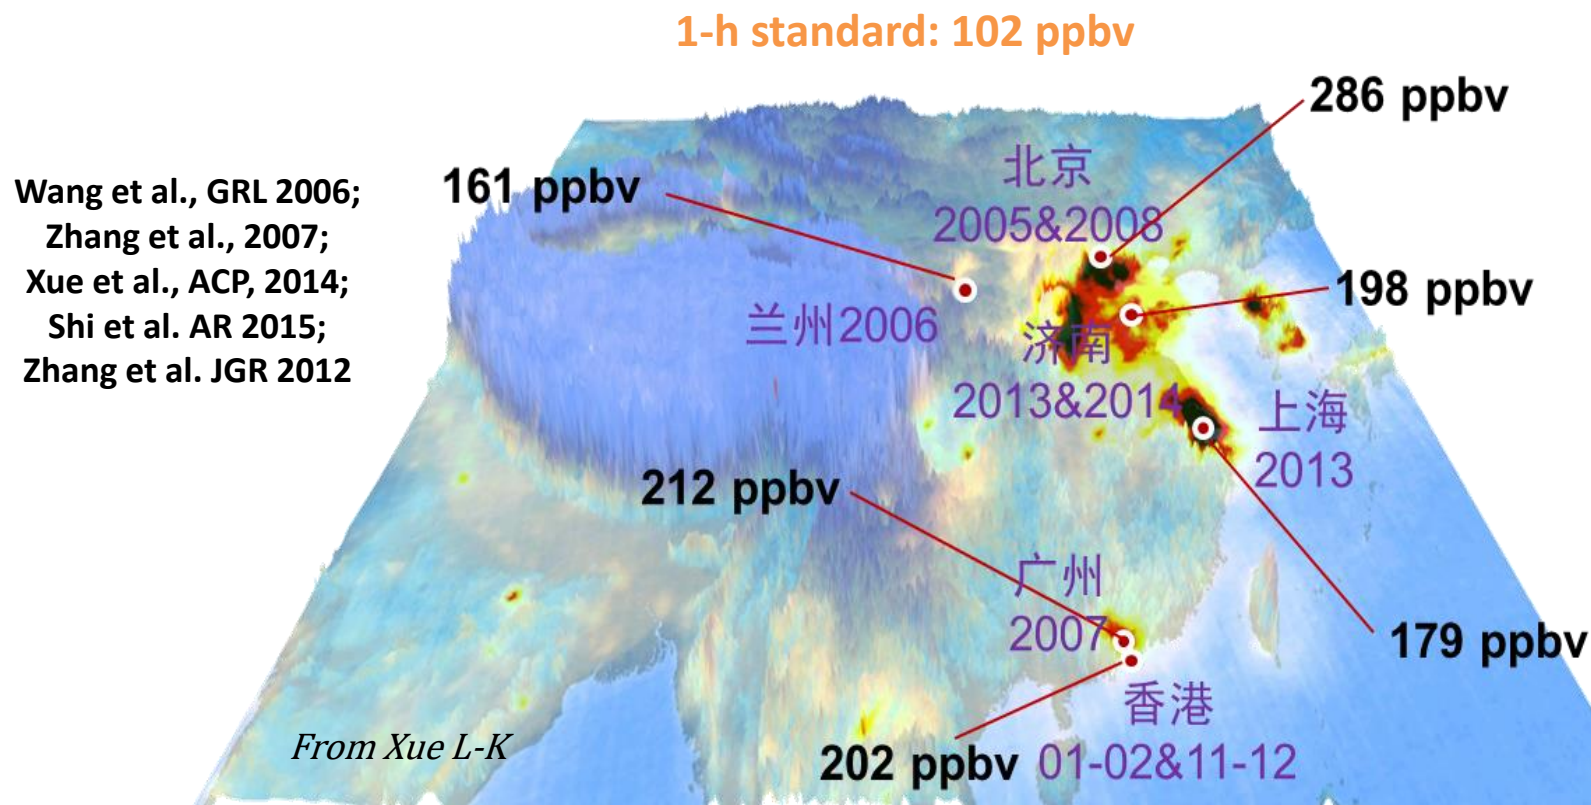 1-h standard: 102 ppbv
286 ppbv
Wang et al., GRL 2006;
Zhang et al., 2007;
Xue et al., ACP, 2014;
Shi et al. AR 2015;
Zhang et al. JGR 2012
161 ppbv
北京
2005&2008
198 ppbv
兰州2006
济南
2013&2014
上海
2013
212 ppbv
广州
2007
179 ppbv
香港
01-02&11-12
202 ppbv
From Xue L-K